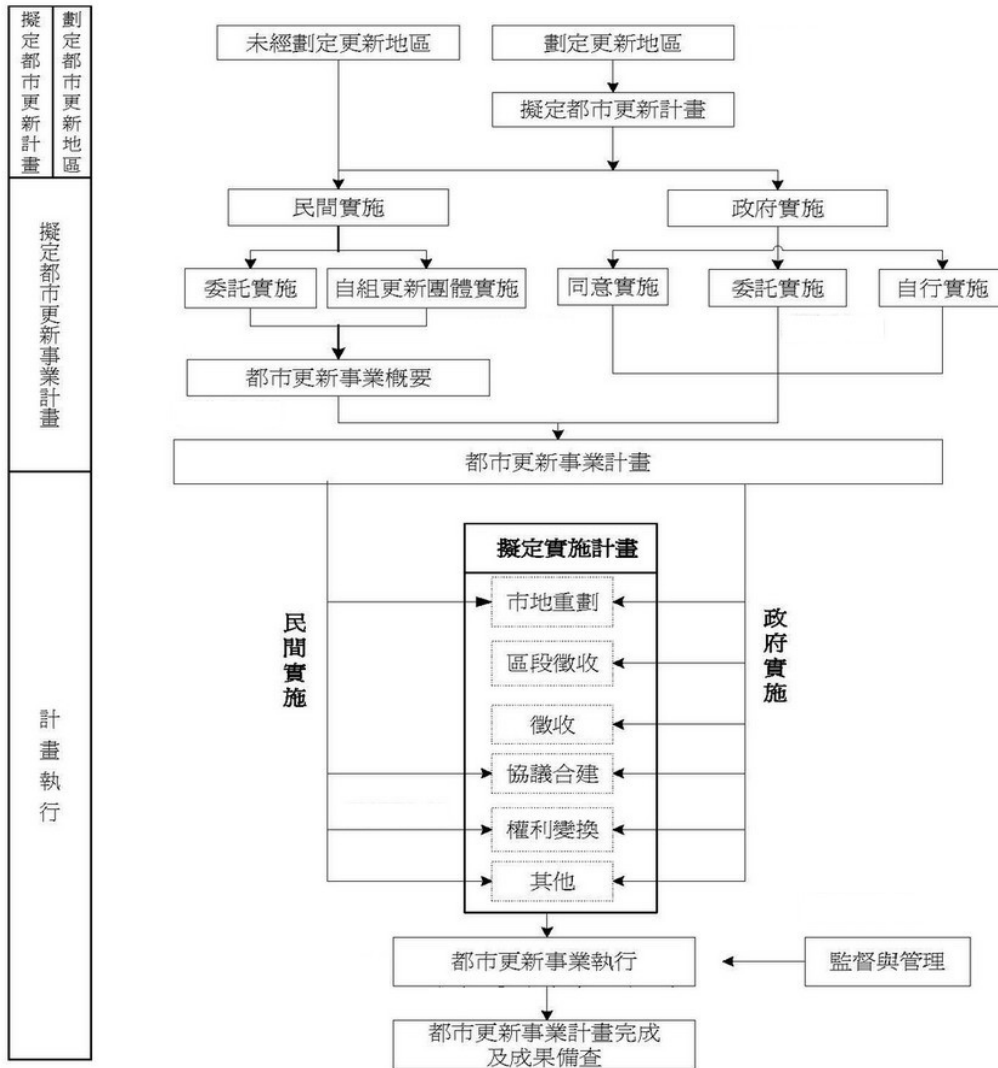 擬定都市更新計畫
劃定都市更新地區
未經劃定更新地區
劃定更新地區
擬定都市更新計畫
擬定都市更新事業計畫
民間實施
政府實施
委託實施
自組更新團體實施
同意實施
委託實施
自行實施
都市更新事業概要
都市更新事業計畫
計畫執行
擬定實施計畫
民間實施
政府實施
市地重劃
區段徵收
徵收
協議合建
權利變換
其他
都市更新事業執行
監督與管理
都市更新事業計畫完成
及成果備查